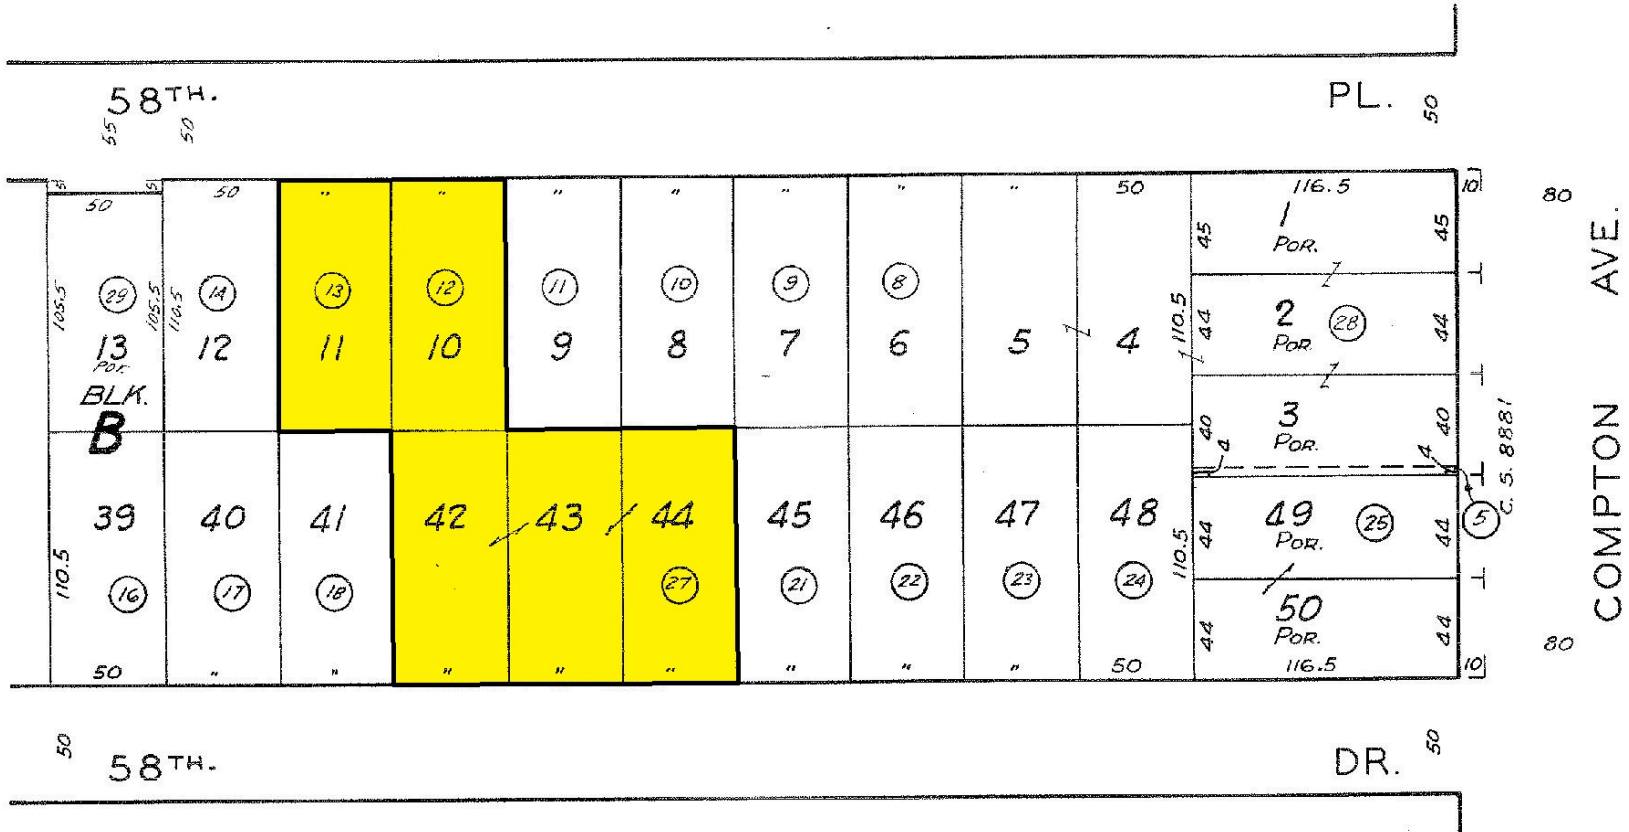 58TH. PL.
55 50 50
5 5 50 " " " " " " " 50 116.5 10 80
50
1
POR.
45 45
105.5 29 105.5 110.5 14 13 12 11 10 9 8 110.5
13 12 11 10 9 8 7 6 5 4 44 2 28 44
POR. POR.
BLK.
B
40 3 40
POR.
4 4
C. S. 8881
5
39 40 41 42 43 44 45 46 47 48 49 25
POR.
110.5 110.5 44 44
16 17 18 27 21 22 23 24
50
POR.
44 44
50 " " " " " " " " 50 116.5 10 80
50 50
58TH. DR.
COMPTON AVE.